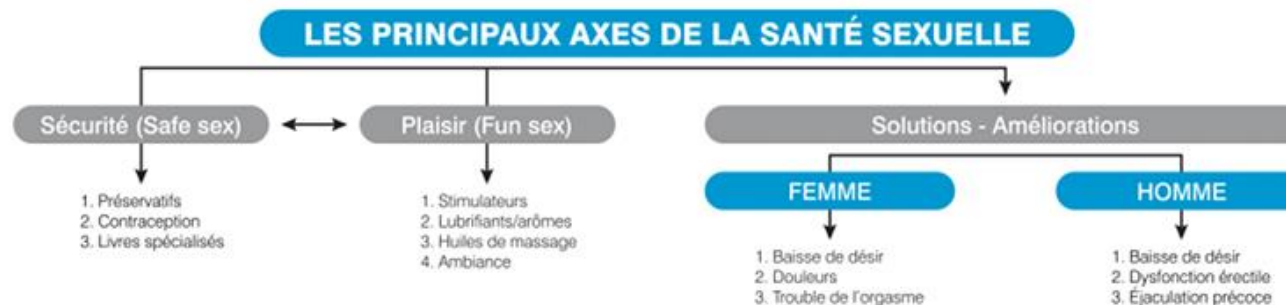 LES PRINCIPAUX AXES DE LA SANTÉ SEXUELLE
Sécurité (Safe sex)
1. Préservatifs
2. Contraception
3. Livres spécialisés
Plaisir (Fun sex)
1. Stimulateurs
2. Lubrifiants/arômes
3. Huiles de massage
4. Ambiance
Solutions - Améliorations
FEMME
1. Baisse de désir
2. Douleurs
3. Trouble de l'orgasme
HOMME
1. Baisse de désir
2. Dysfonction érectile
3. Éjaculation précoce